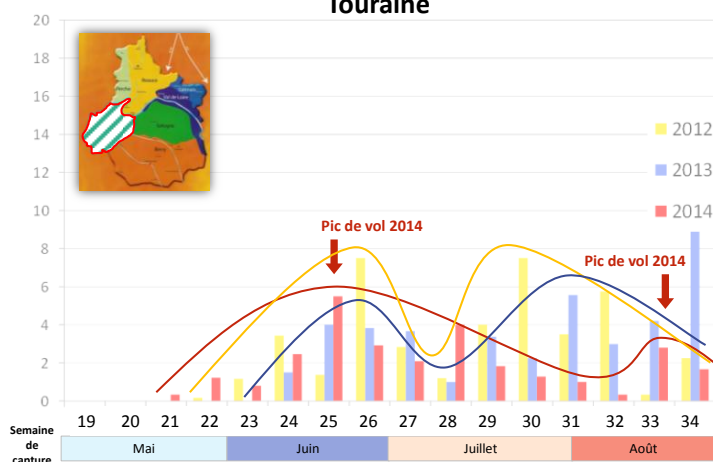 Touraine
20
18
16
14
12
10
8
6
4
2
0
2012
2013
2014
Pic de vol 2014
Pic de vol 2014
19 20 21 22 23 24 25 26 27 28 29 30 31 32 33 34
Semaine
de
capture
Mai Juin Juillet Août